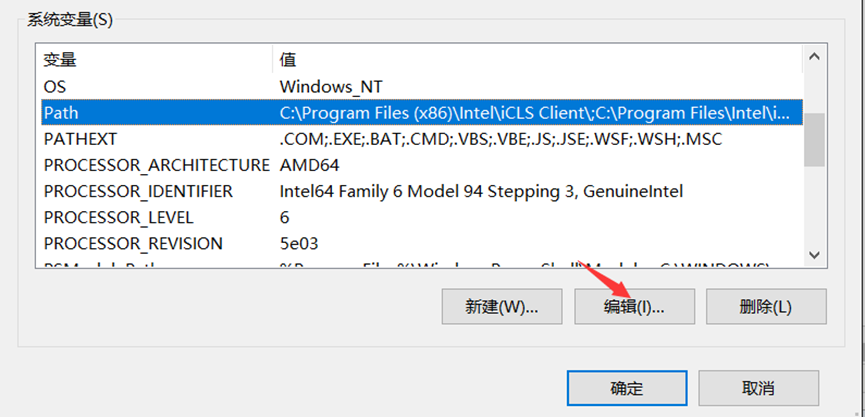 系统变量(S)
变量 值
OS Windows_NT
Path C:\Program Files (x86)\Intel\iCLS Client\;C:\Program Files\Intel\i...
PATHEXT .COM;.EXE;.BAT;.CMD;.VBS;.VBE;.JS;.JSE;.WSF;.WSH;.MSC
PROCESSOR_ARCHITECTURE AMD64
PROCESSOR_IDENTIFIER Intel64 Family 6 Model 94 Stepping 3, GenuineIntel
PROCESSOR_LEVEL 6
PROCESSOR_REVISION 5e03
新建(W)... 编辑(I)... 删除(L)
确定 取消